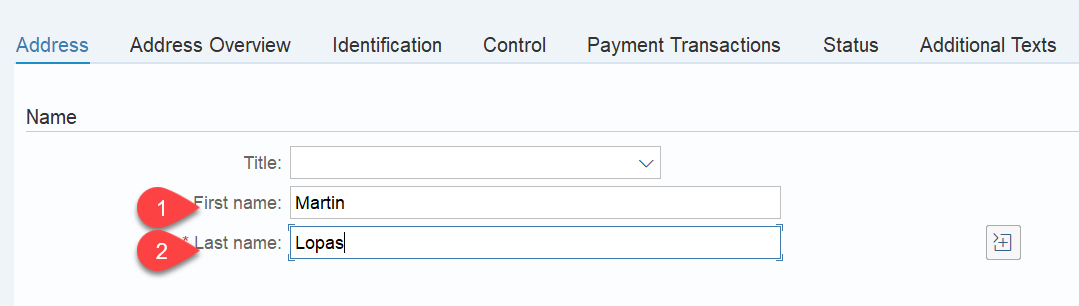 Address Address Overview Identification Control Payment Transactions Status Additional Texts
Name
Title:
1 First name: Martin
2 * Last name: Lopas